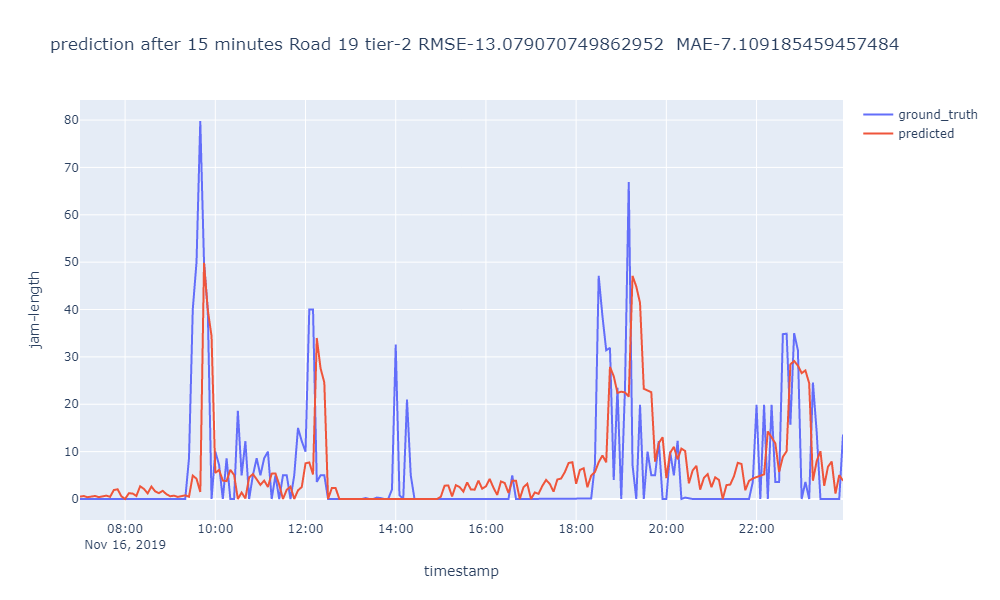 prediction after 15 minutes Road 19 tier-2 RMSE-13.079070749862952  MAE-7.109185459457484
ground_truth
predicted
80
70
60
50
40
30
20
10
0
jam-length
08:00 10:00 12:00 14:00 16:00 18:00 20:00 22:00
Nov 16, 2019
timestamp